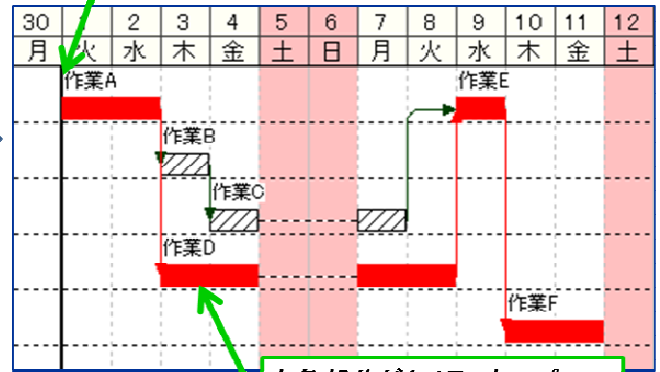 30 1 2 3 4 5 6 7 8 9 10 11 12
月 火 水 木 金 土 日 月 火 水 木 金 土
作業A
作業E
作業B
作業C
作業D
作業F